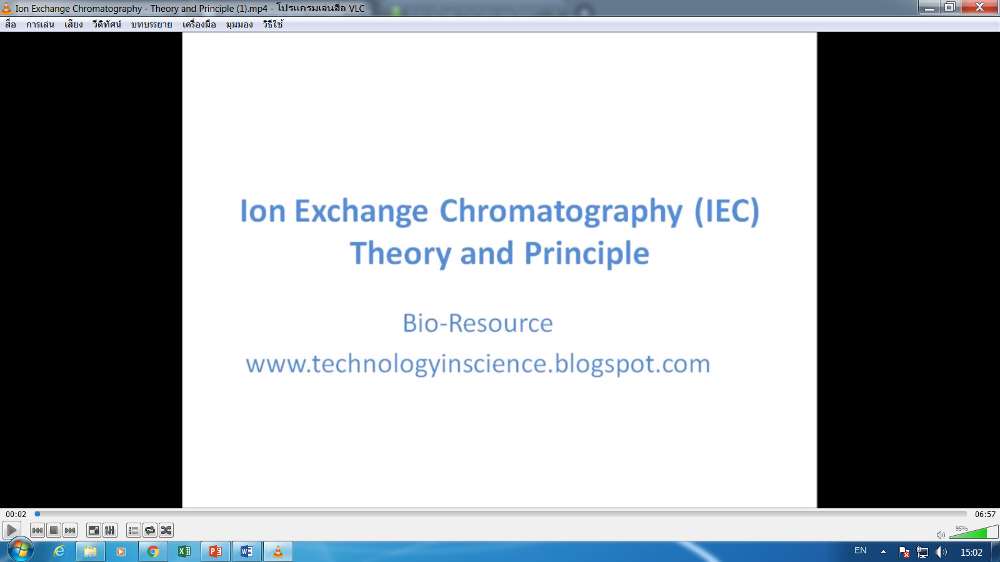 Ion Exchange Chromatography - Theory and Principle (1).mp4 - โปรแกรมเล่นสื่อ VLC
สื่อ การเล่น เสียง วีดิทัศน์ บทบรรยาย เครื่องมือ มุมมอง วิธีใช้
Ion Exchange Chromatography (IEC)
Theory and Principle
Bio-Resource
www.technologyinscience.blogspot.com
00:02 06:57
95%
EN 15:02